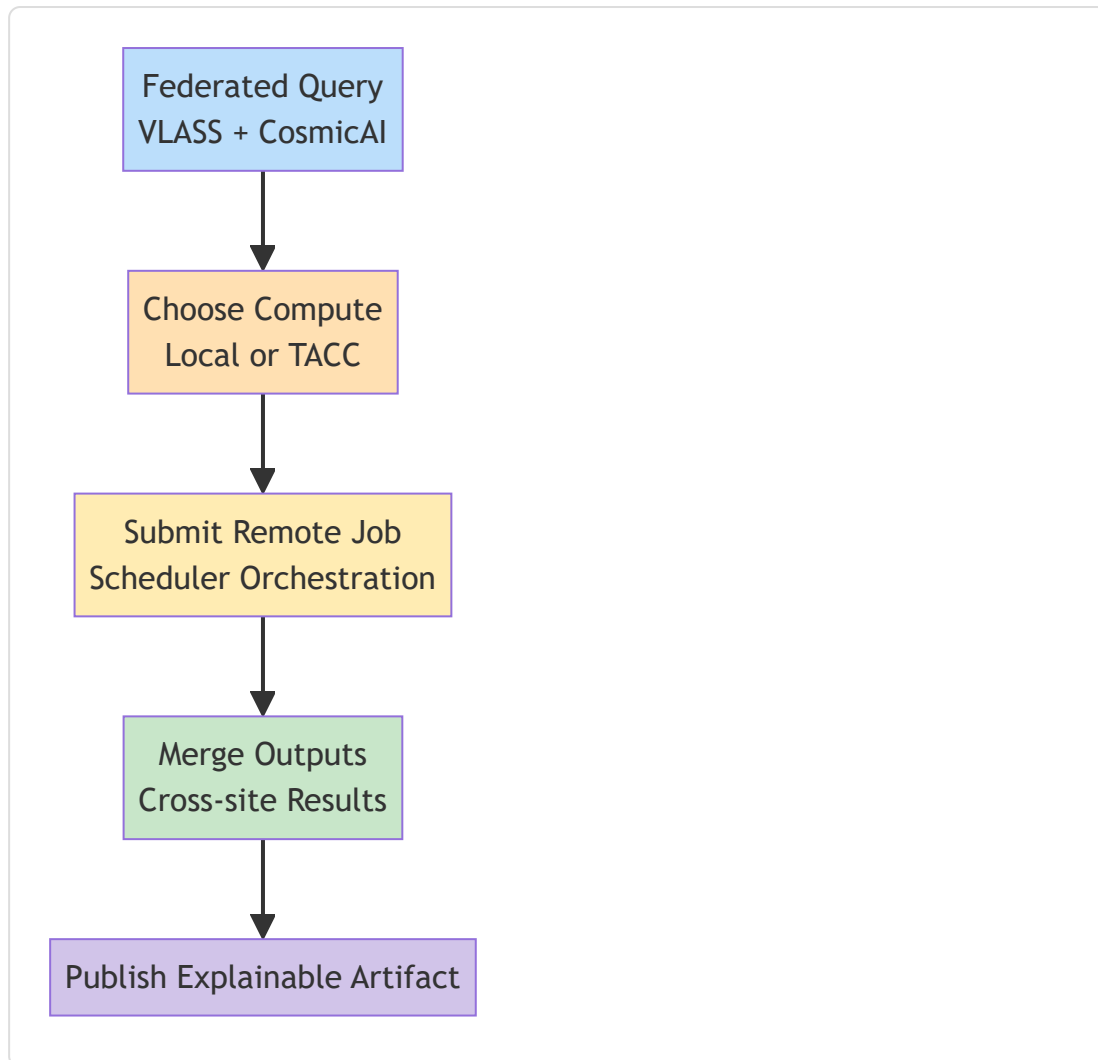 Federated Query
VLASS + CosmicAI
Choose Compute
Local or TACC
Submit Remote Job
Scheduler Orchestration
Merge Outputs
Cross-site Results
Publish Explainable Artifact